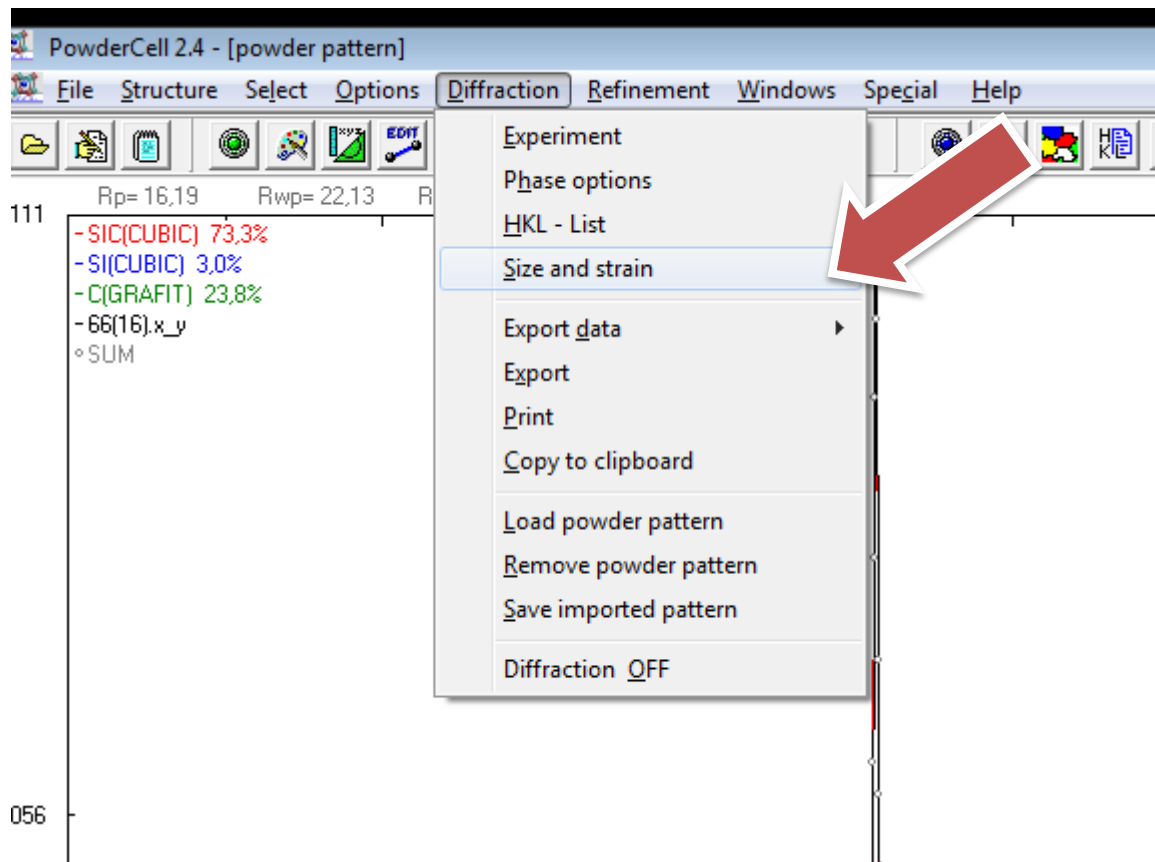 PowderCell 2.4 - [powder pattern]
File Structure Select Options Diffraction Refinement Windows Special Help
EDIT
Rp= 16,19 Rwp= 22,13 R
111
-SIC(CUBIC) 73,3%
-SI(CUBIC) 3,0%
-C(GRAFIT) 23,8%
-66(16).x_y
∘SUM
Experiment
Phase options
HKL - List
Size and strain
Export data
Export
Print
Copy to clipboard
Load powder pattern
Remove powder pattern
Save imported pattern
Diffraction OFF
056